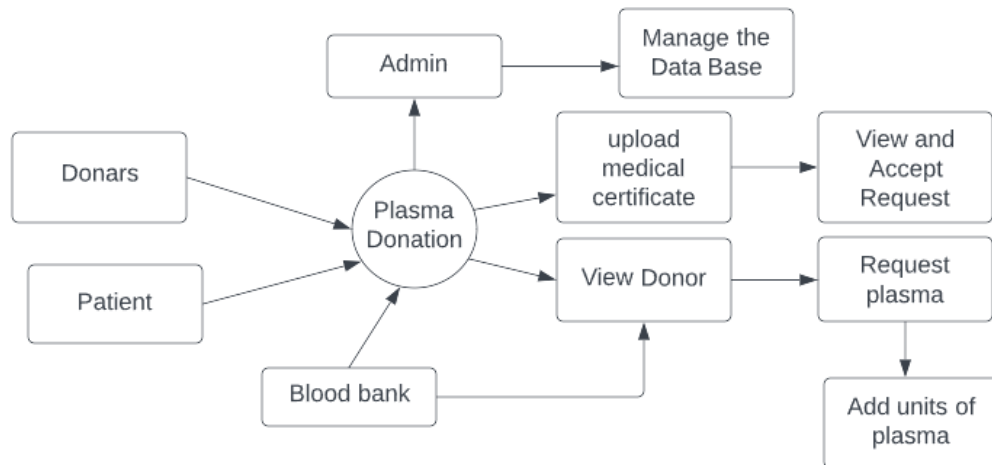 Admin
Manage the
Data Base
Donars
Plasma
Donation
upload
medical
certificate
View and
Accept
Request
Patient
View Donor
Request
plasma
Blood bank
Add units of
plasma